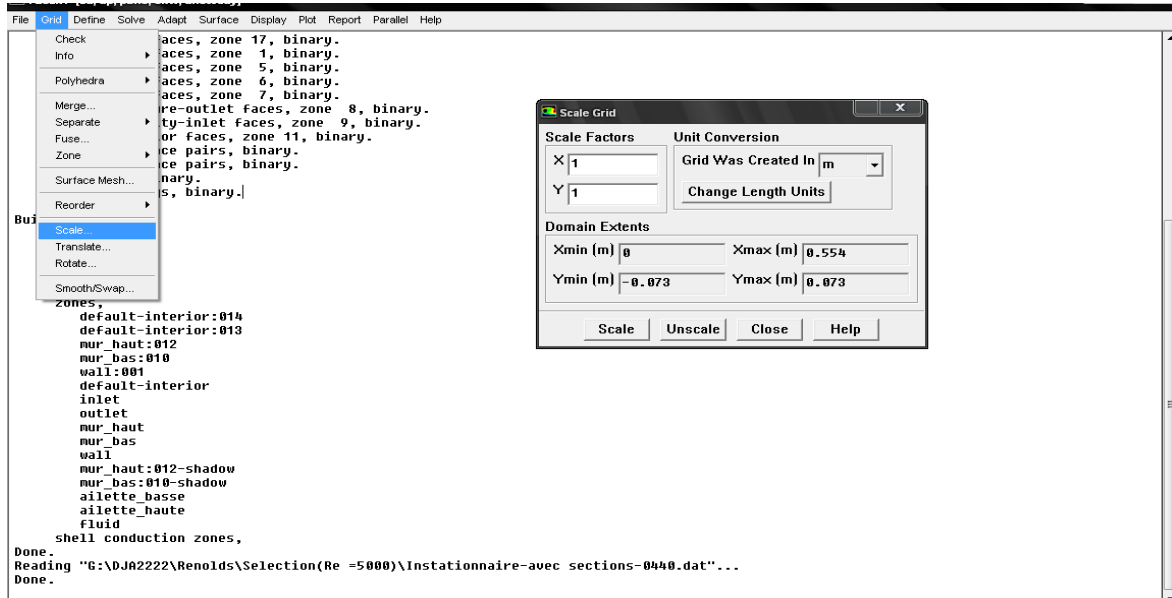 File Grid Define Solve Adapt Surface Display Plot Report Parallel Help
Check
Info
Polyhedra
Merge...
Separate
Fuse...
Zone
Surface Mesh...
Reorder
Scale...
Translate...
Rotate...
Smooth/Swap...
aces, zone 17, binary.
aces, zone 1, binary.
aces, zone 5, binary.
aces, zone 6, binary.
aces, zone 7, binary.
re-outlet faces, zone 8, binary.
ty-inlet faces, zone 9, binary.
or faces, zone 11, binary.
ce pairs, binary.
ce pairs, binary.
nary.
s, binary.
Bui
zones,
default-interior:014
default-interior:013
mur_haut:012
mur_bas:010
wall:001
default-interior
inlet
outlet
mur_haut
mur_bas
wall
mur_haut:012-shadow
mur_bas:010-shadow
ailette_basse
ailette_haute
fluid
shell conduction zones,
Done.
Reading "G:\DJA2222\Renolds\Selection(Re =5000)\Instationnaire-avec sections-0440.dat"...
Done.
Scale Grid
Scale Factors Unit Conversion
X 1 Grid Was Created In m
Y 1 Change Length Units
Domain Extents
Xmin (m) 0 Xmax (m) 0.554
Ymin (m) -0.073 Ymax (m) 0.073
Scale Unscale Close Help